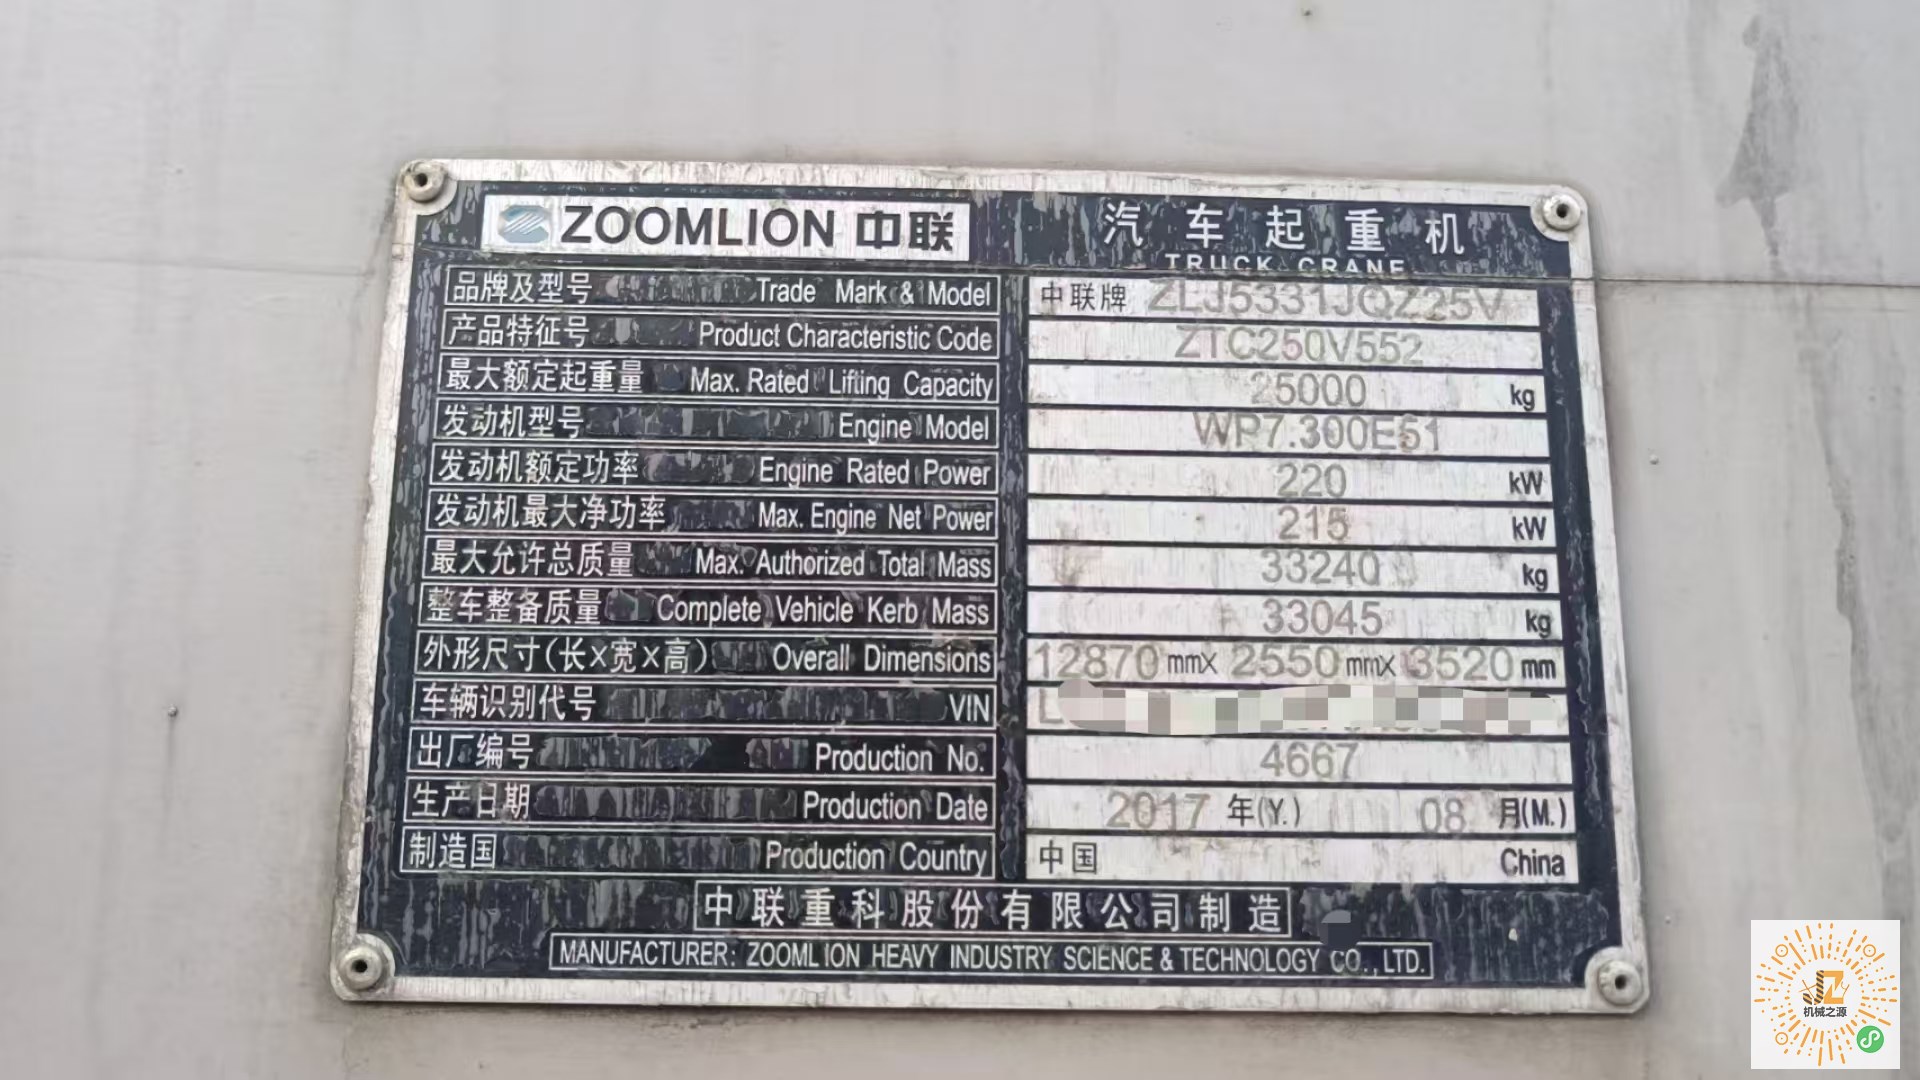 ZOOMLION 中联 汽车起重机
TRUCK CRANE
品牌及型号 Trade Mark & Model 中联牌 ZLJ5331JQZ25V
产品特征号 Product Characteristic Code ZTC250V552
最大额定起重量 Max. Rated Lifting Capacity 25000 kg
发动机型号 Engine Model WP7.300E51
发动机额定功率 Engine Rated Power 220 kW
发动机最大净功率 Max. Engine Net Power 215 kW
最大允许总质量 Max. Authorized Total Mass 33240 kg
整车整备质量 Complete Vehicle Kerb Mass 33045 kg
外形尺寸(长×宽×高) Overall Dimensions 12870 mm× 2550 mm× 3520 mm
车辆识别代号 VIN L
出厂编号 Production No. 4667
生产日期 Production Date 2017 年(Y.) 08 月(M.)
制造国 Production Country 中国 China
中联重科股份有限公司制造
MANUFACTURER: ZOOMLION HEAVY INDUSTRY SCIENCE & TECHNOLOGY CO., LTD.
JZ
机械之源